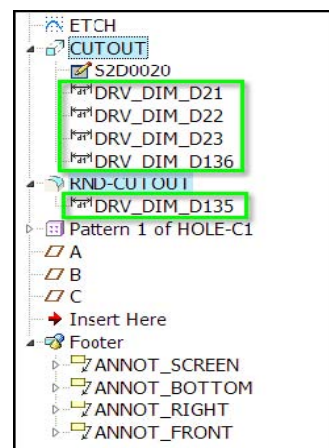 ETCH
CUTOUT
S2D0020
DRV_DIM_D21
DRV_DIM_D22
DRV_DIM_D23
DRV_DIM_D136
RND-CUTOUT
DRV_DIM_D135
Pattern 1 of HOLE-C1
A
B
C
Insert Here
Footer
ANNOT_SCREEN
ANNOT_BOTTOM
ANNOT_RIGHT
ANNOT_FRONT